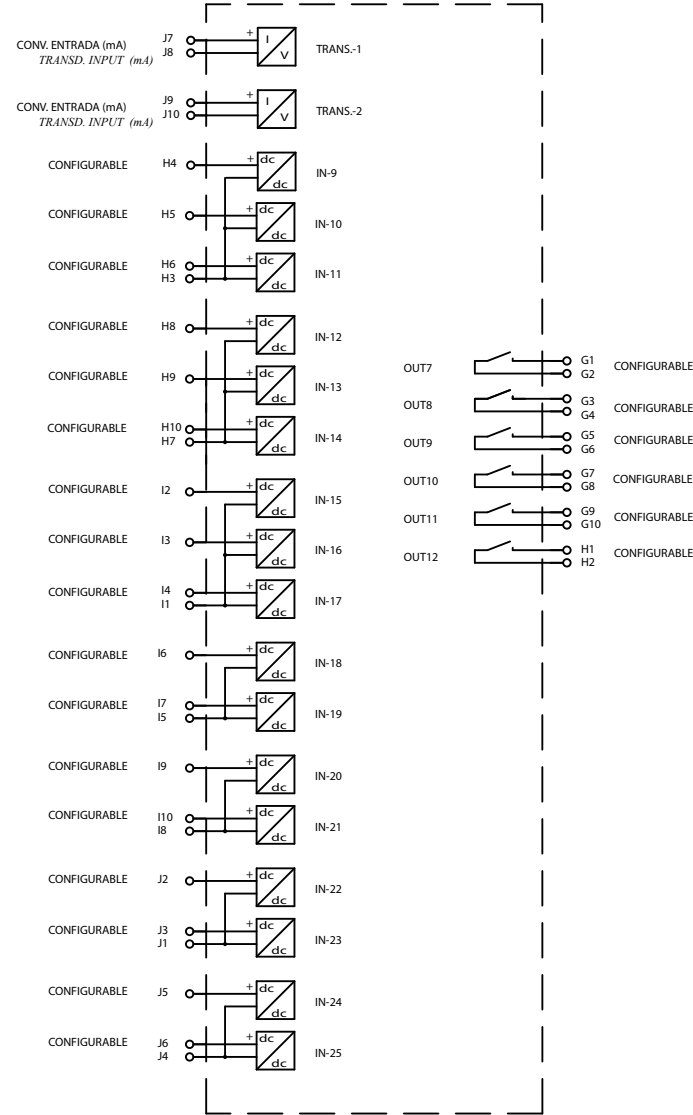 CONV. ENTRADA (mA) J7 + I V TRANS.-1
TRANSD. INPUT (mA) J8
CONV. ENTRADA (mA) J9 + I V TRANS.-2
TRANSD. INPUT (mA) J10
CONFIGURABLE H4 + dc dc IN-9
CONFIGURABLE H5 + dc dc IN-10
CONFIGURABLE H6 + dc dc IN-11
H3
CONFIGURABLE H8 + dc dc IN-12
CONFIGURABLE H9 + dc dc IN-13
CONFIGURABLE H10 + dc dc IN-14
H7
CONFIGURABLE I2 + dc dc IN-15
CONFIGURABLE I3 + dc dc IN-16
CONFIGURABLE I4 + dc dc IN-17
I1
CONFIGURABLE I6 + dc dc IN-18
CONFIGURABLE I7 + dc dc IN-19
I5
CONFIGURABLE I9 + dc dc IN-20
CONFIGURABLE I10 + dc dc IN-21
I8
CONFIGURABLE J2 + dc dc IN-22
CONFIGURABLE J3 + dc dc IN-23
J1
CONFIGURABLE J5 + dc dc IN-24
CONFIGURABLE J6 + dc dc IN-25
J4
OUT7 G1 CONFIGURABLE
G2
OUT8 G3 CONFIGURABLE
G4
OUT9 G5 CONFIGURABLE
G6
OUT10 G7 CONFIGURABLE
G8
OUT11 G9 CONFIGURABLE
G10
OUT12 H1 CONFIGURABLE
H2